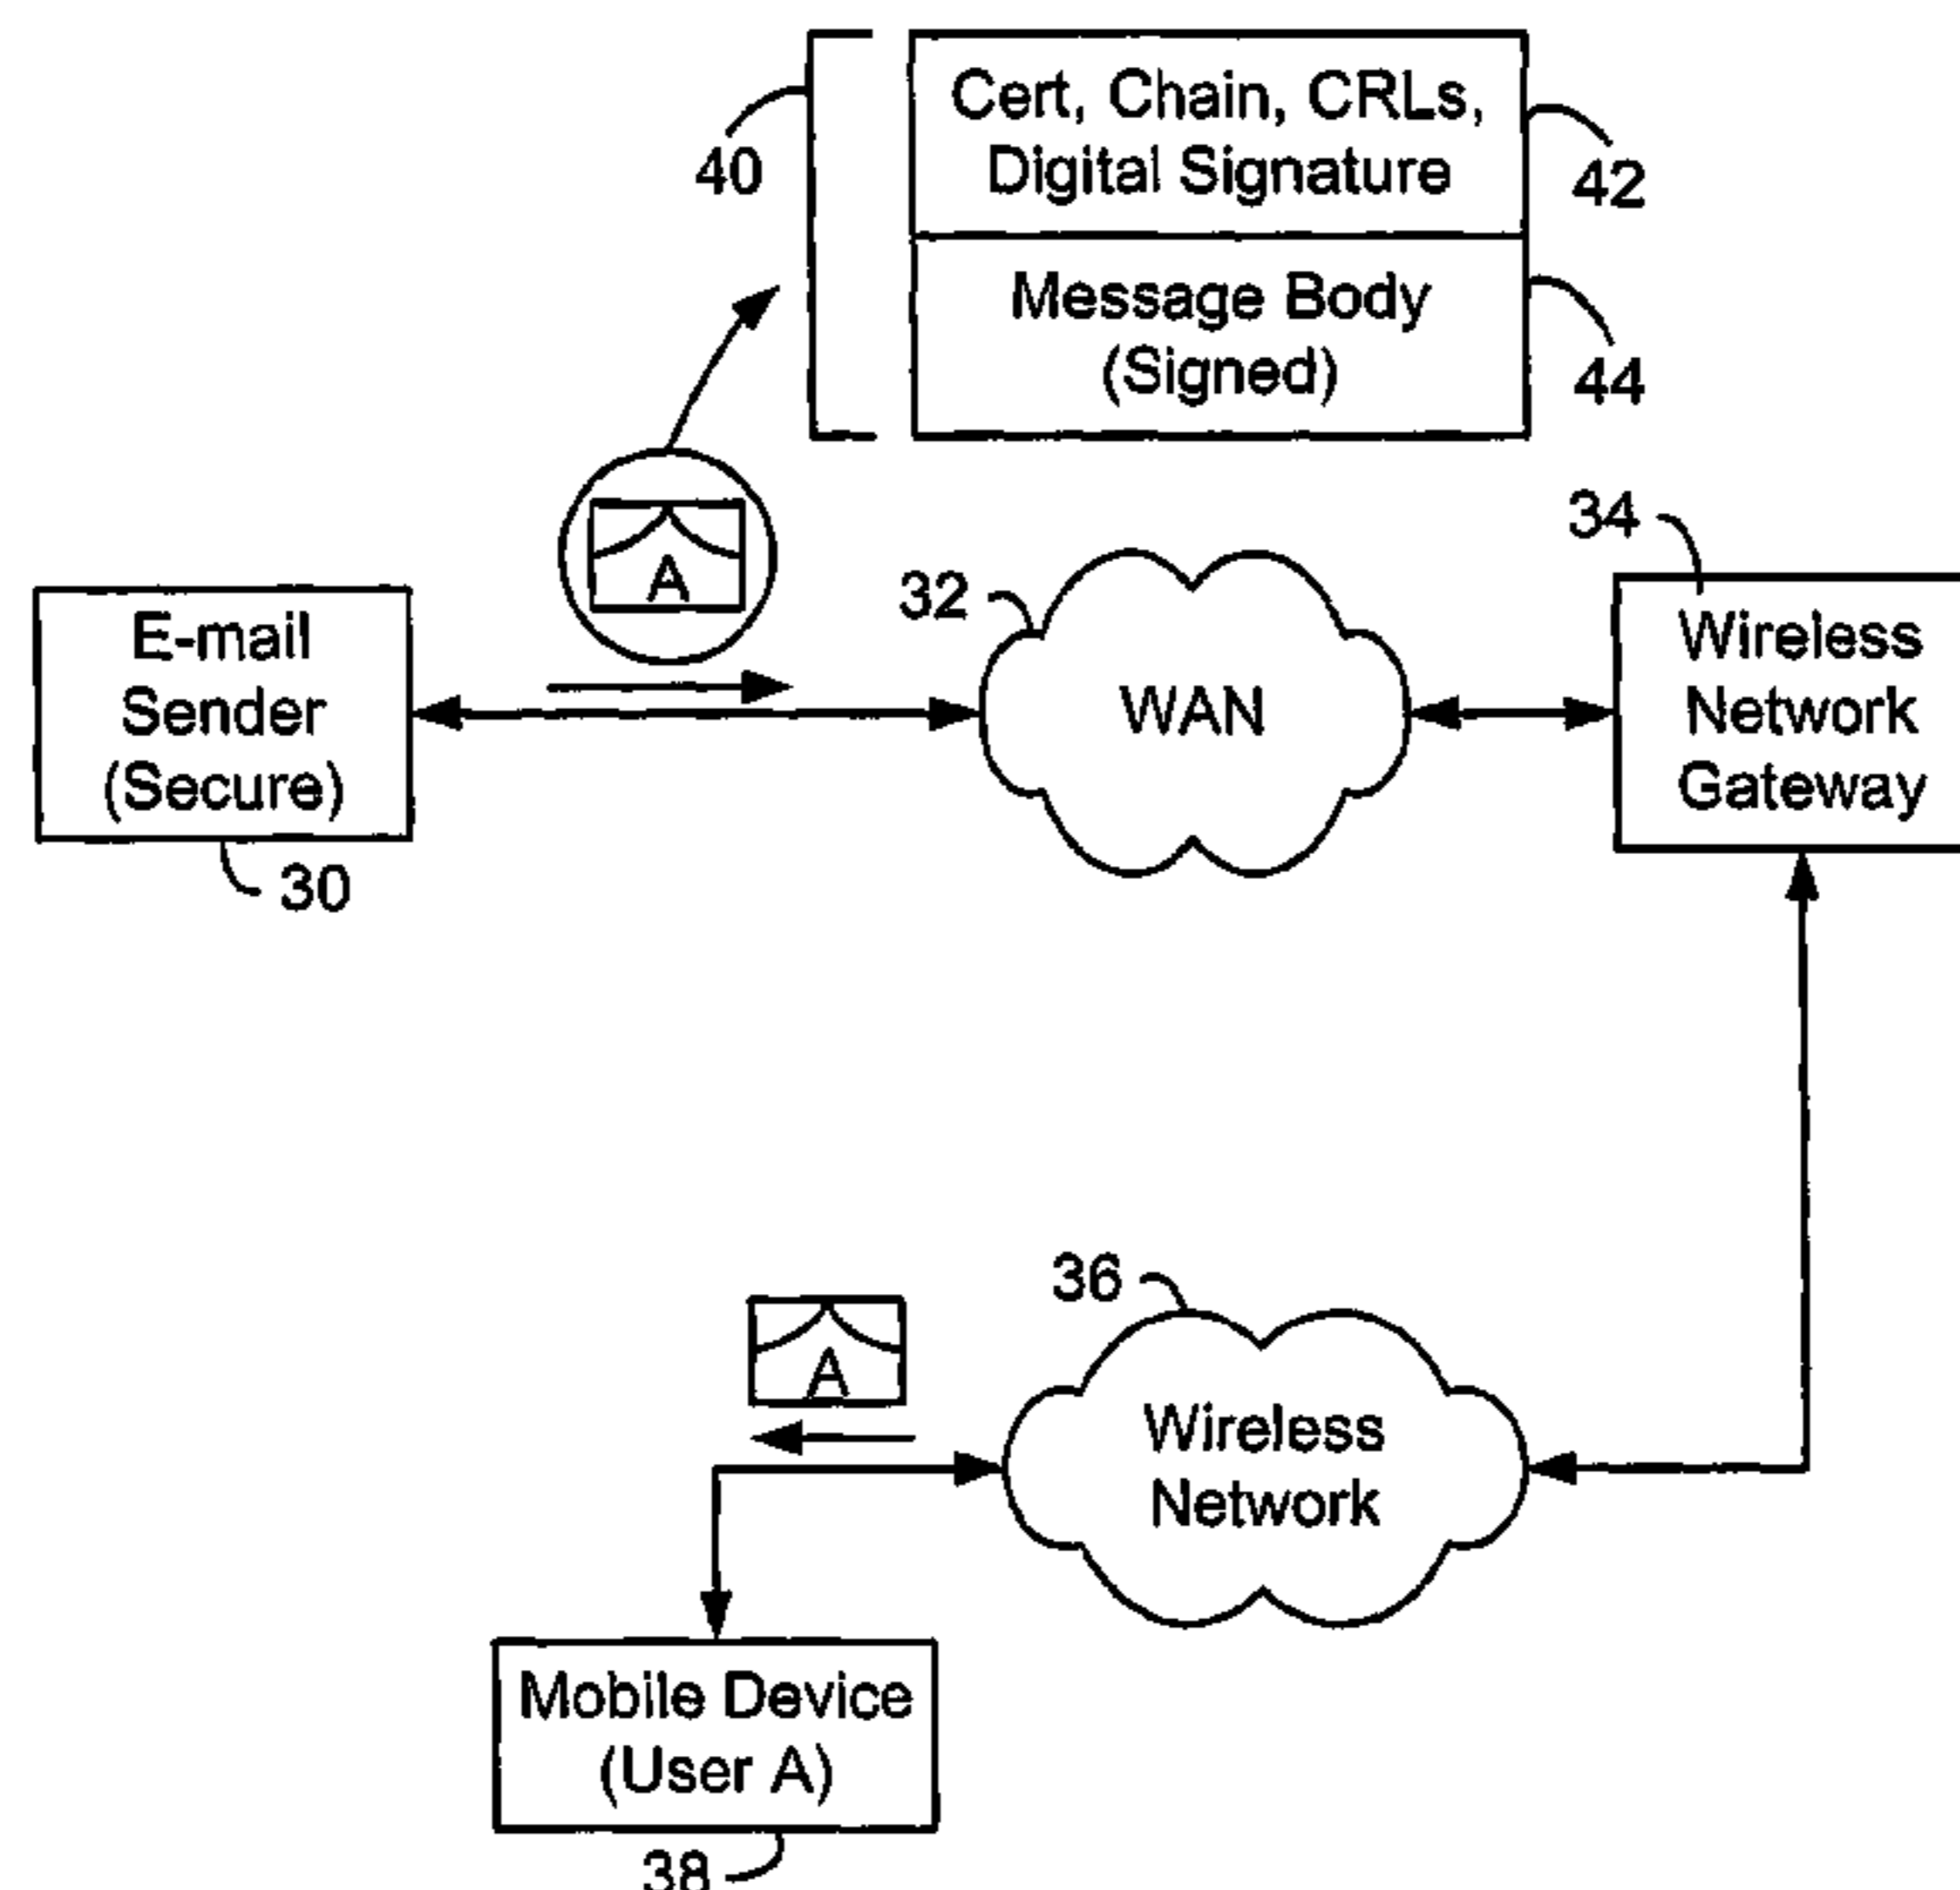 Cert, Chain, CRLs,
Digital Signature
40
42
Message Body
(Signed)
44
A
34
32
E-mail
Sender
(Secure)
WAN
Wireless
Network
Gateway
30
36
A
Wireless
Network
Mobile Device
(User A)
38